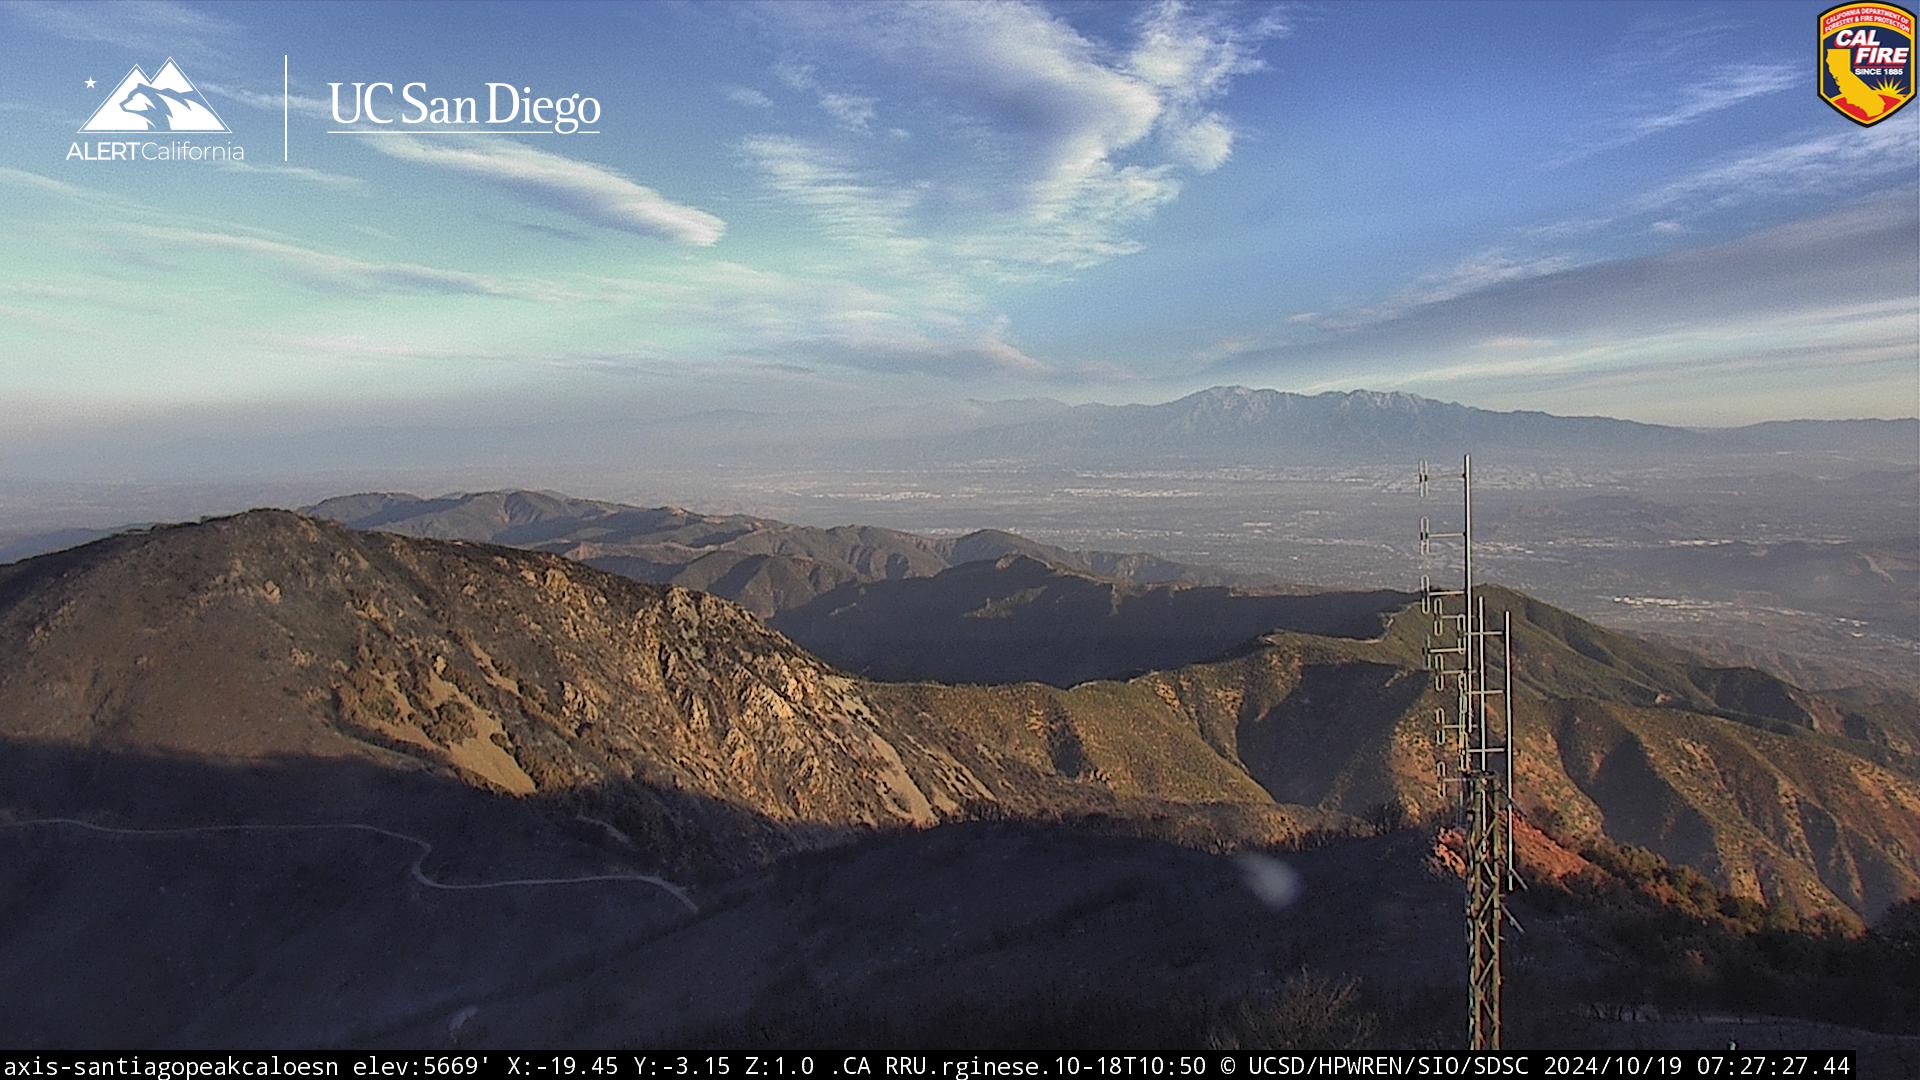 ALERTCalifornia
UC San Diego
CALIFORNIA DEPARTMENT OF
FORESTRY & FIRE PROTECTION
CAL
FIRE
SINCE 1885
axis-santiagopeakcaloesn elev:5669' X:-19.45 Y:-3.15 Z:1.0 .CA RRU.rginese.10-18T10:50 © UCSD/HPWREN/SIO/SDSC 2024/10/19 07:27:27.44